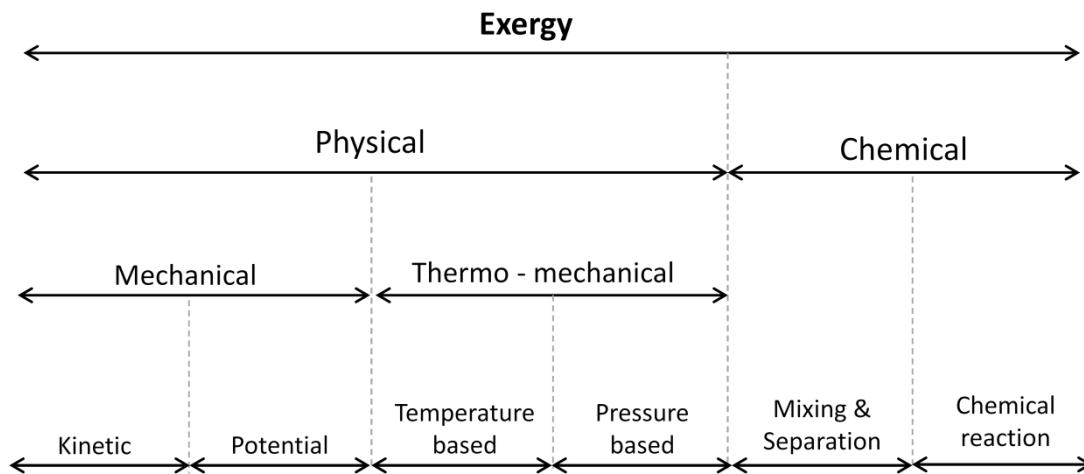 Exergy
Physical
Chemical
Mechanical
Thermo - mechanical
Kinetic
Potential
Temperature
based
Pressure
based
Mixing &
Separation
Chemical
reaction